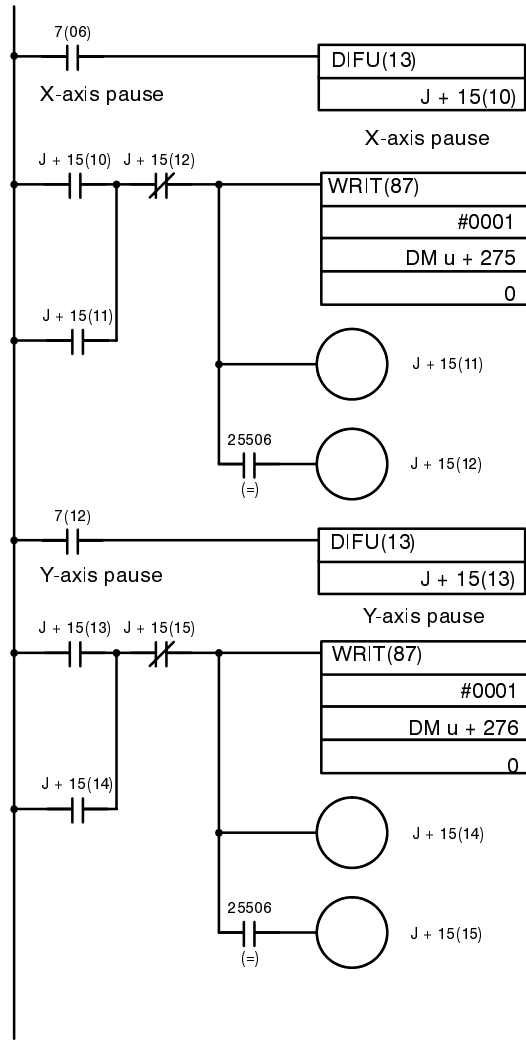 7(06)
DIFU(13)
X-axis pause
J + 15(10)
X-axis pause
J + 15(10) J + 15(12)
WRIT(87)
#0001
DM u + 275
0
J + 15(11)
J + 15(11)
25506
J + 15(12)
(=)
7(12)
DIFU(13)
Y-axis pause
J + 15(13)
Y-axis pause
J + 15(13) J + 15(15)
WRIT(87)
#0001
DM u + 276
0
J + 15(14)
J + 15(14)
25506
J + 15(15)
(=)